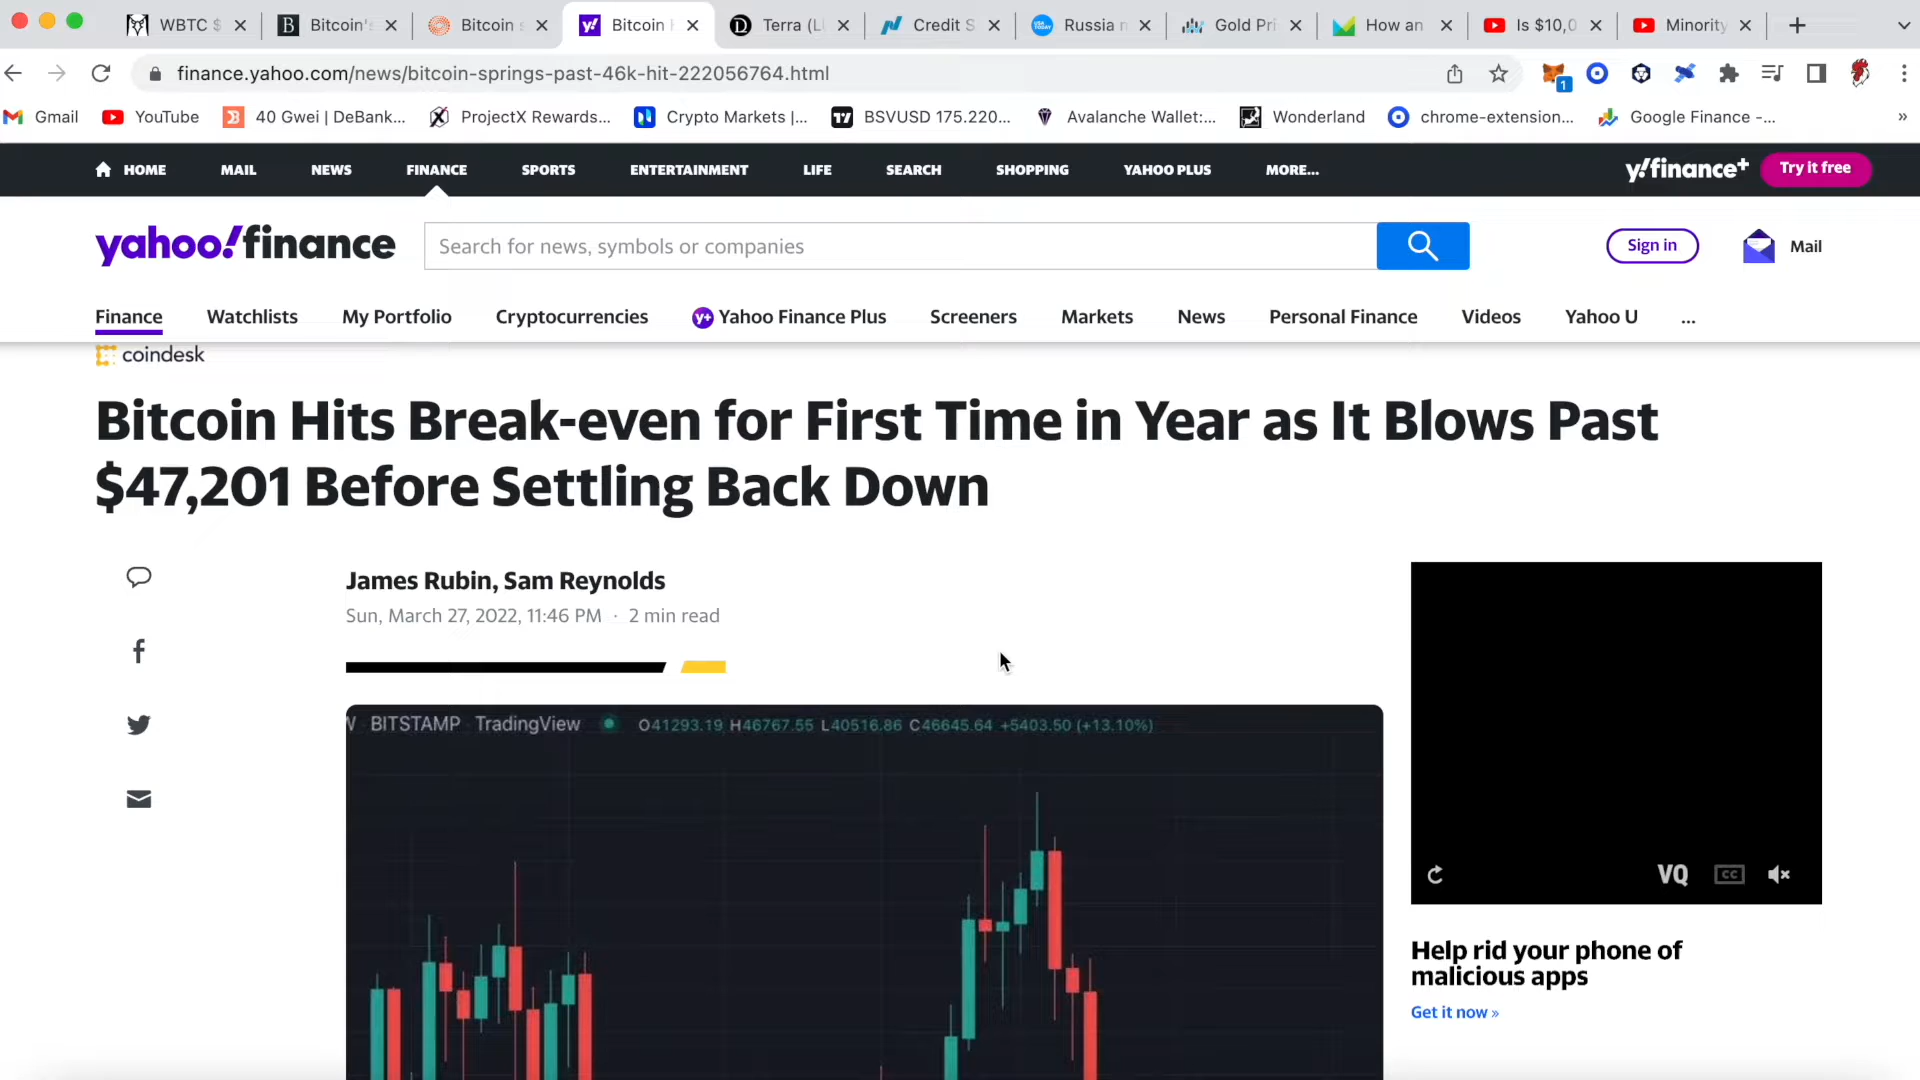 WBTC $
Bitcoin's
Bitcoin s
Bitcoin H
Terra (L
Credit S
Russia n
Gold Pri
How an
Is $10,0
Minority
finance.yahoo.com/news/bitcoin-springs-past-46k-hit-222056764.html
1
Gmail
YouTube
40 Gwei | DeBank...
ProjectX Rewards...
Crypto Markets |...
BSVUSD 175.220...
Avalanche Wallet:...
Wonderland
chrome-extension...
Google Finance -...
»
HOME
MAIL
NEWS
FINANCE
SPORTS
ENTERTAINMENT
LIFE
SEARCH
SHOPPING
YAHOO PLUS
MORE...
y!finance+
Try it free
yahoo!finance
Search for news, symbols or companies
Sign in
Mail
Finance
Watchlists
My Portfolio
Cryptocurrencies
y+ Yahoo Finance Plus
Screeners
Markets
News
Personal Finance
Videos
Yahoo U
...
coindesk
Bitcoin Hits Break-even for First Time in Year as It Blows Past
$47,201 Before Settling Back Down
James Rubin, Sam Reynolds
Sun, March 27, 2022, 11:46 PM · 2 min read
W BITSTAMP TradingView O41293.19 H46767.55 L40516.86 C46645.64 +5403.50 (+13.10%)
VQ CC
Help rid your phone of
malicious apps
Get it now »